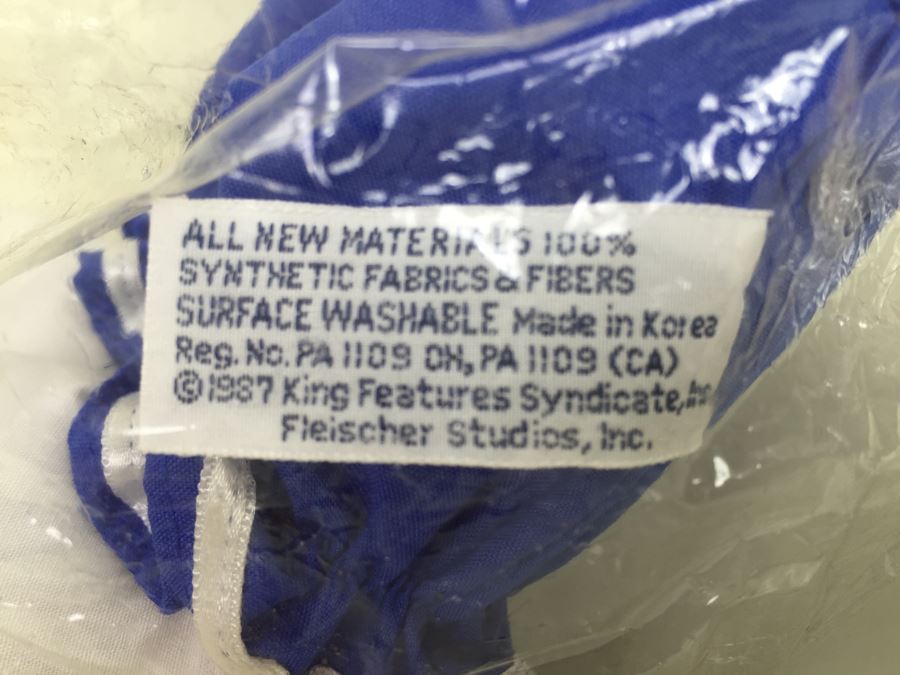 ALL NEW MATERIALS 100%
SYNTHETIC FABRICS & FIBERS
SURFACE WASHABLE Made in Korea
Reg. No. PA 1109 OH, PA 1109 (CA)
©1987 King Features Syndicate, Inc
Fleischer Studios, Inc.